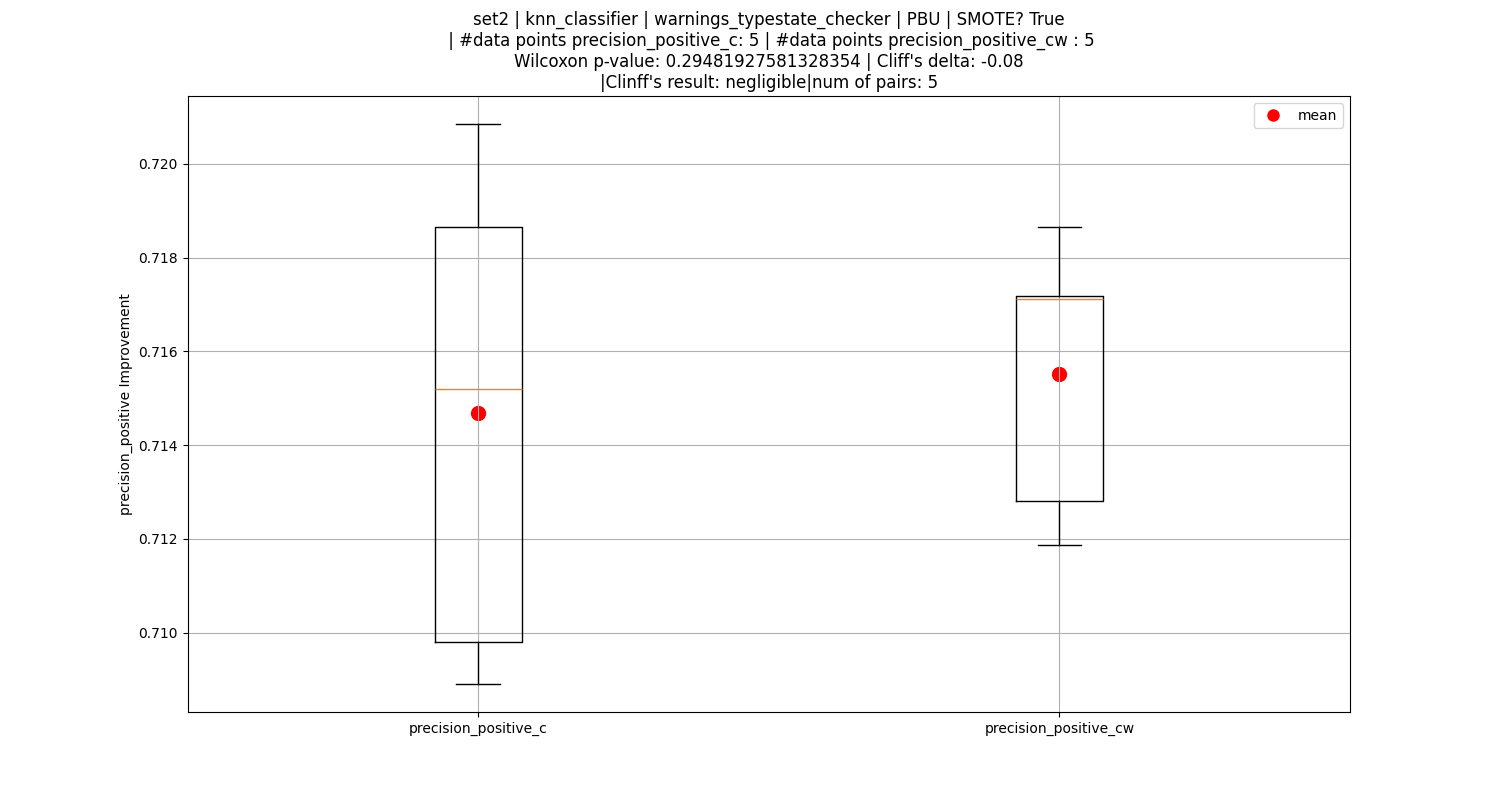 set2 | knn_classifier | warnings_typestate_checker | PBU | SMOTE? True
| #data points precision_positive_c: 5 | #data points precision_positive_cw : 5
Wilcoxon p-value: 0.29481927581328354 | Cliff's delta: -0.08
|Clinff's result: negligible|num of pairs: 5
mean
0.720
0.718
0.716
0.714
0.712
0.710
precision_positive Improvement
precision_positive_c
precision_positive_cw